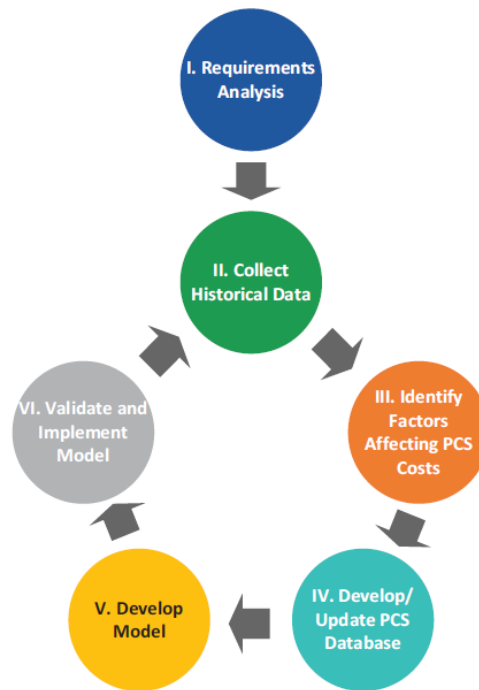 I. Requirements
Analysis
II. Collect
Historical Data
III. Identify
Factors
Affecting PCS
Costs
IV. Develop/
Update PCS
Database
V. Develop
Model
VI. Validate and
Implement
Model